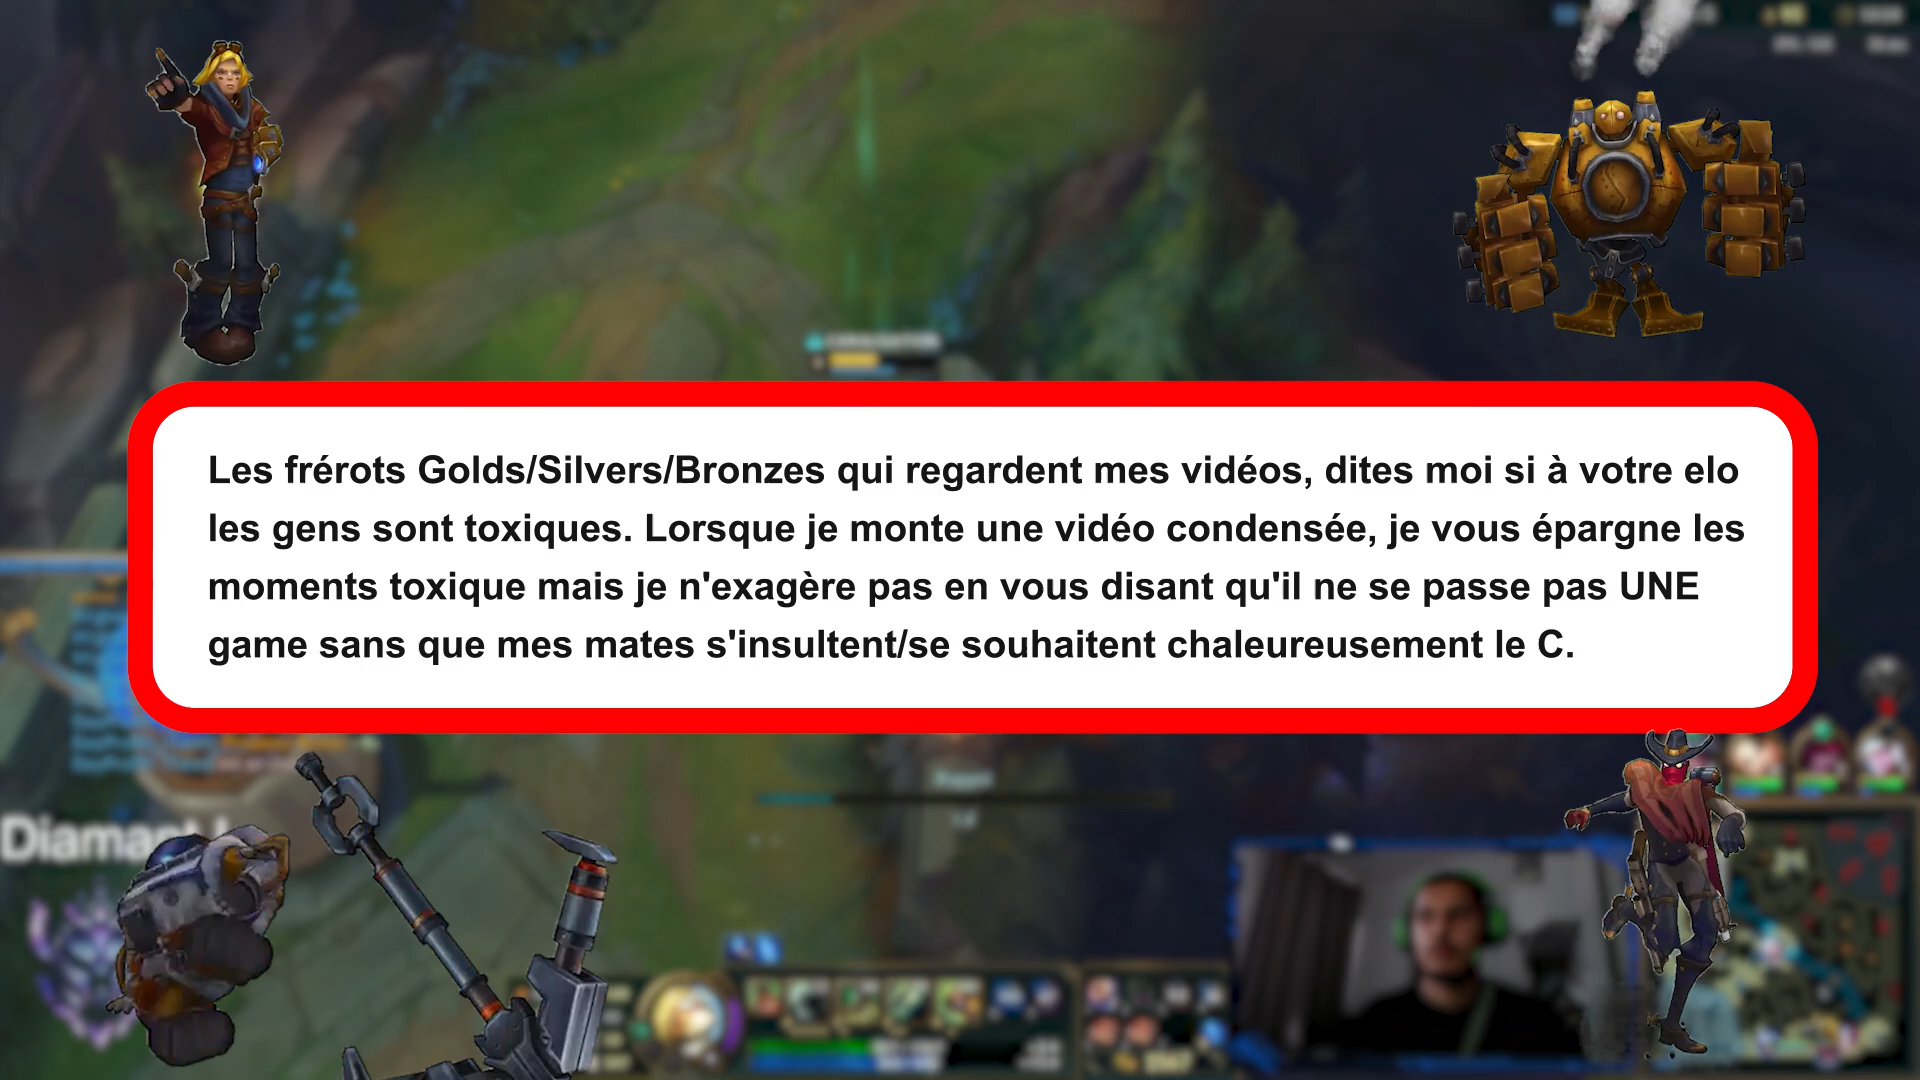 Les frérots Golds/Silvers/Bronzes qui regardent mes vidéos, dites moi si à votre elo
les gens sont toxiques. Lorsque je monte une vidéo condensée, je vous épargne les
moments toxique mais je n'exagère pas en vous disant qu'il ne se passe pas UNE
game sans que mes mates s'insultent/se souhaitent chaleureusement le C.